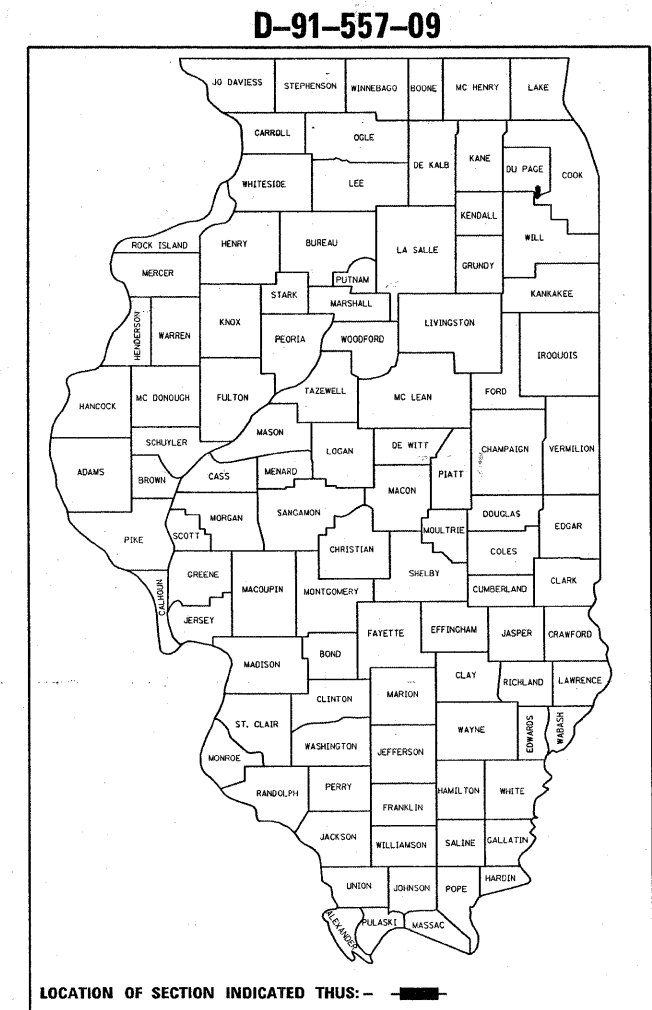 D–91–557–09
JO DAVIESS
STEPHENSON
WINNEBAGO
BOONE
MC HENRY
LAKE
CARROLL
OGLE
DE KALB
KANE
DU PAGE
COOK
WHITESIDE
LEE
KENDALL
WILL
ROCK ISLAND
HENRY
BUREAU
LA SALLE
GRUNDY
MERCER
STARK
PUTNAM
MARSHALL
KANKAKEE
HENDERSON
WARREN
KNOX
PEORIA
WOODFORD
LIVINGSTON
IROQUOIS
HANCOCK
MC DONOUGH
FULTON
TAZEWELL
MC LEAN
FORD
SCHUYLER
MASON
LOGAN
DE WITT
CHAMPAIGN
VERMILION
ADAMS
BROWN
CASS
MENARD
PIATT
MACON
PIKE
SCOTT
MORGAN
SANGAMON
CHRISTIAN
MOULTRIE
DOUGLAS
EDGAR
COLES
CALHOUN
GREENE
MACOUPIN
MONTGOMERY
SHELBY
CUMBERLAND
CLARK
JERSEY
FAYETTE
EFFINGHAM
JASPER
CRAWFORD
MADISON
BOND
CLAY
RICHLAND
LAWRENCE
CLINTON
MARION
ST. CLAIR
WAYNE
EDWARDS
WABASH
MONROE
WASHINGTON
JEFFERSON
RANDOLPH
PERRY
FRANKLIN
HAMILTON
WHITE
JACKSON
WILLIAMSON
SALINE
GALLATIN
UNION
JOHNSON
POPE
HARDIN
ALEXANDER
PULASKI
MASSAC
LOCATION OF SECTION INDICATED THUS:–